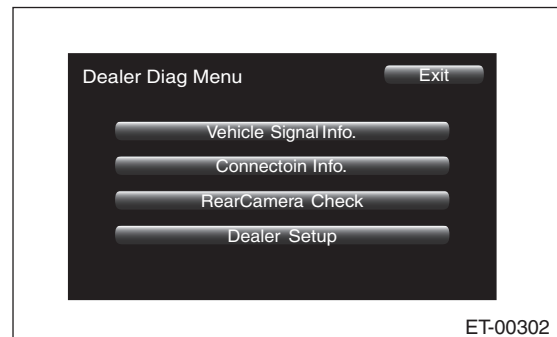 Dealer Diag Menu Exit
Vehicle Signal Info.
Connectoin Info.
RearCamera Check
Dealer Setup
ET-00302